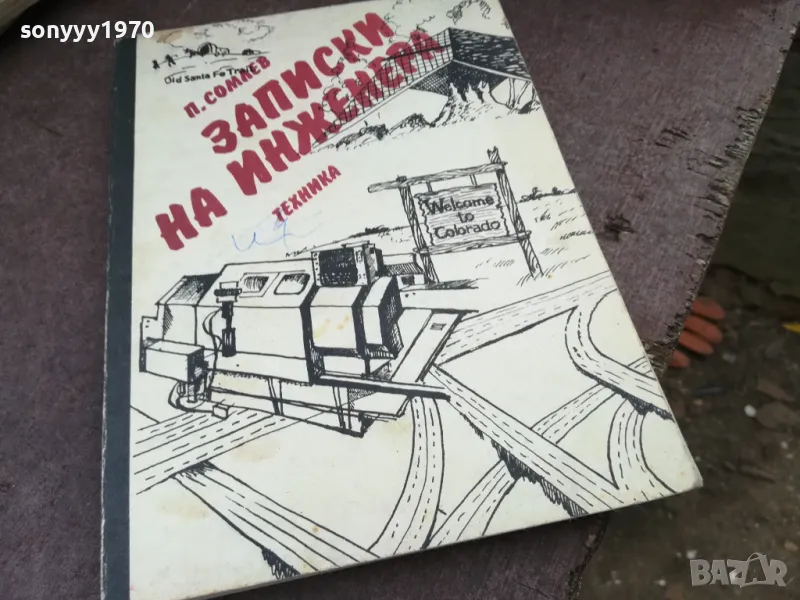 sonyyy1970
Old Santa Fe Trail
П. СОМЛЕВ
ЗАПИСКИ
НА ИНЖЕНЕРА
ТЕХНИКА
Welcome
to
Colorado
BAZAR